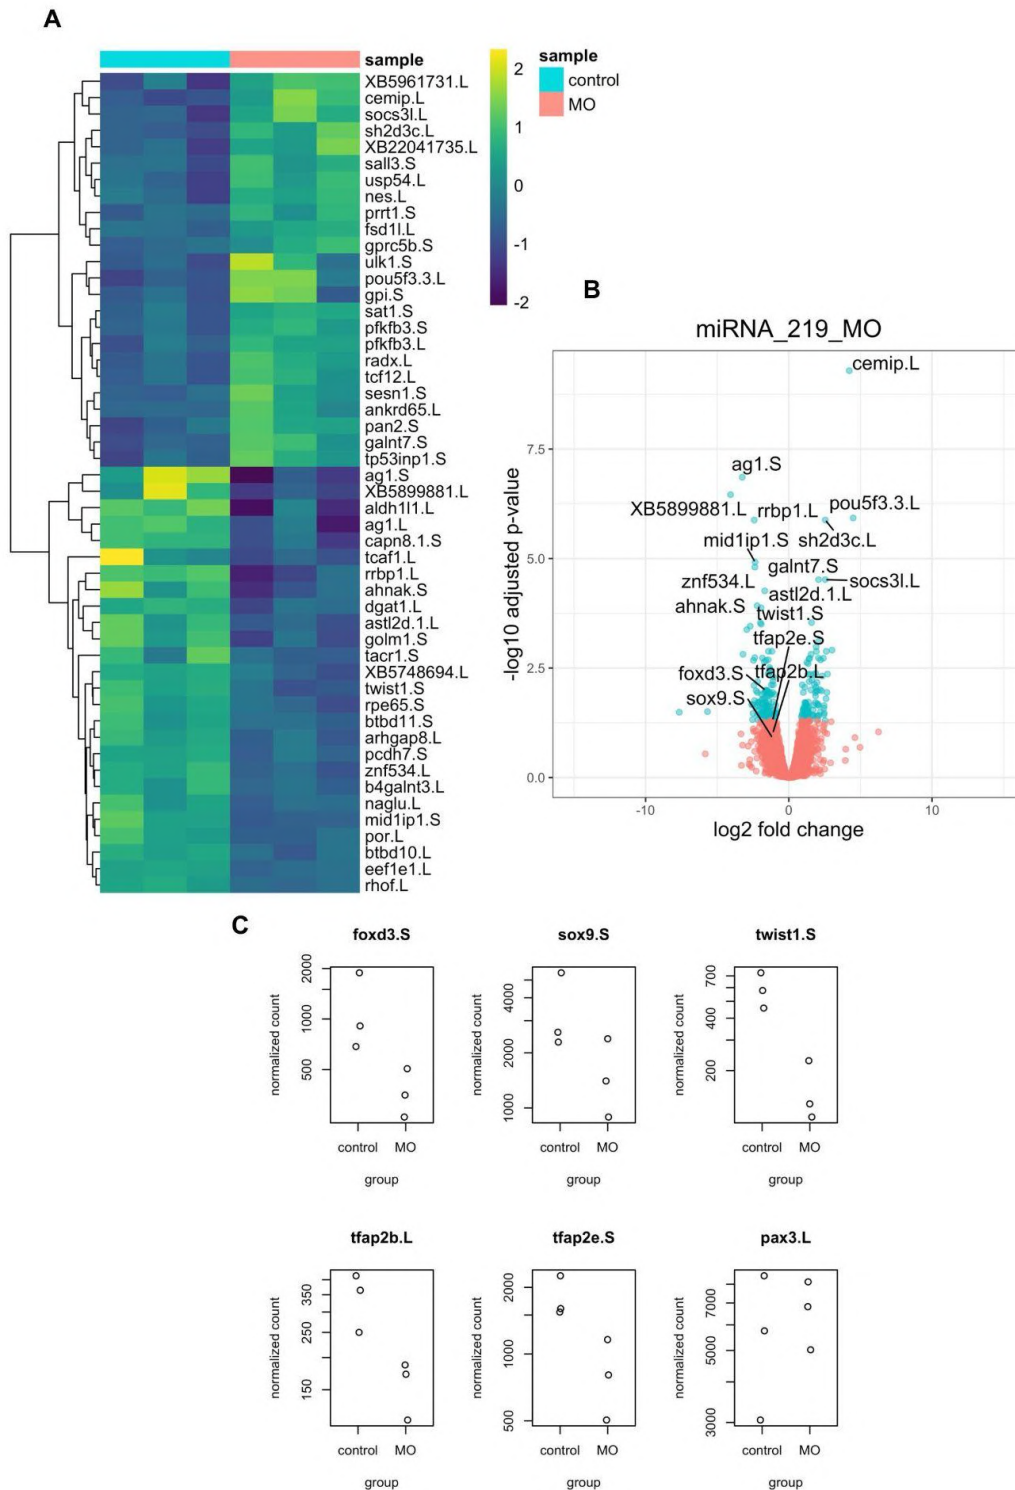 A
sample
XB5961731.L
cemip.L
socs3l.L
sh2d3c.L
XB22041735.L
sall3.S
usp54.L
nes.L
prrt1.S
fsd1l.L
gprc5b.S
ulk1.S
pou5f3.3.L
gpi.S
sat1.S
pfkfb3.S
pfkfb3.L
radx.L
tcf12.L
sesn1.S
ankrd65.L
pan2.S
galnt7.S
tp53inp1.S
ag1.S
XB5899881.L
aldh1l1.L
ag1.L
capn8.1.S
tcaf1.L
rrbp1.L
ahnak.S
dgat1.L
astl2d.1.L
golm1.S
tacr1.S
XB5748694.L
twist1.S
rpe65.S
btbd11.S
arhgap8.L
pcdh7.S
znf534.L
b4galnt3.L
naglu.L
mid1ip1.S
por.L
btbd10.L
eef1e1.L
rhof.L
2
1
0
-1
-2
sample
control
MO
B
miRNA_219_MO
cemip.L
ag1.S
XB5899881.L
rrbp1.L
pou5f3.3.L
mid1ip1.S
sh2d3c.L
galnt7.S
znf534.L
socs3l.L
astl2d.1.L
ahnak.S
twist1.S
tfap2e.S
foxd3.S
tfap2b.L
sox9.S
-log10 adjusted p-value
7.5
5.0
2.5
0.0
-10
0
10
log2 fold change
C
foxd3.S
normalized count
2000
1000
500
control MO
group
sox9.S
normalized count
4000
2000
1000
control MO
group
twist1.S
normalized count
700
400
200
control MO
group
tfap2b.L
normalized count
350
250
150
control MO
group
tfap2e.S
normalized count
2000
1000
500
control MO
group
pax3.L
normalized count
7000
5000
3000
control MO
group